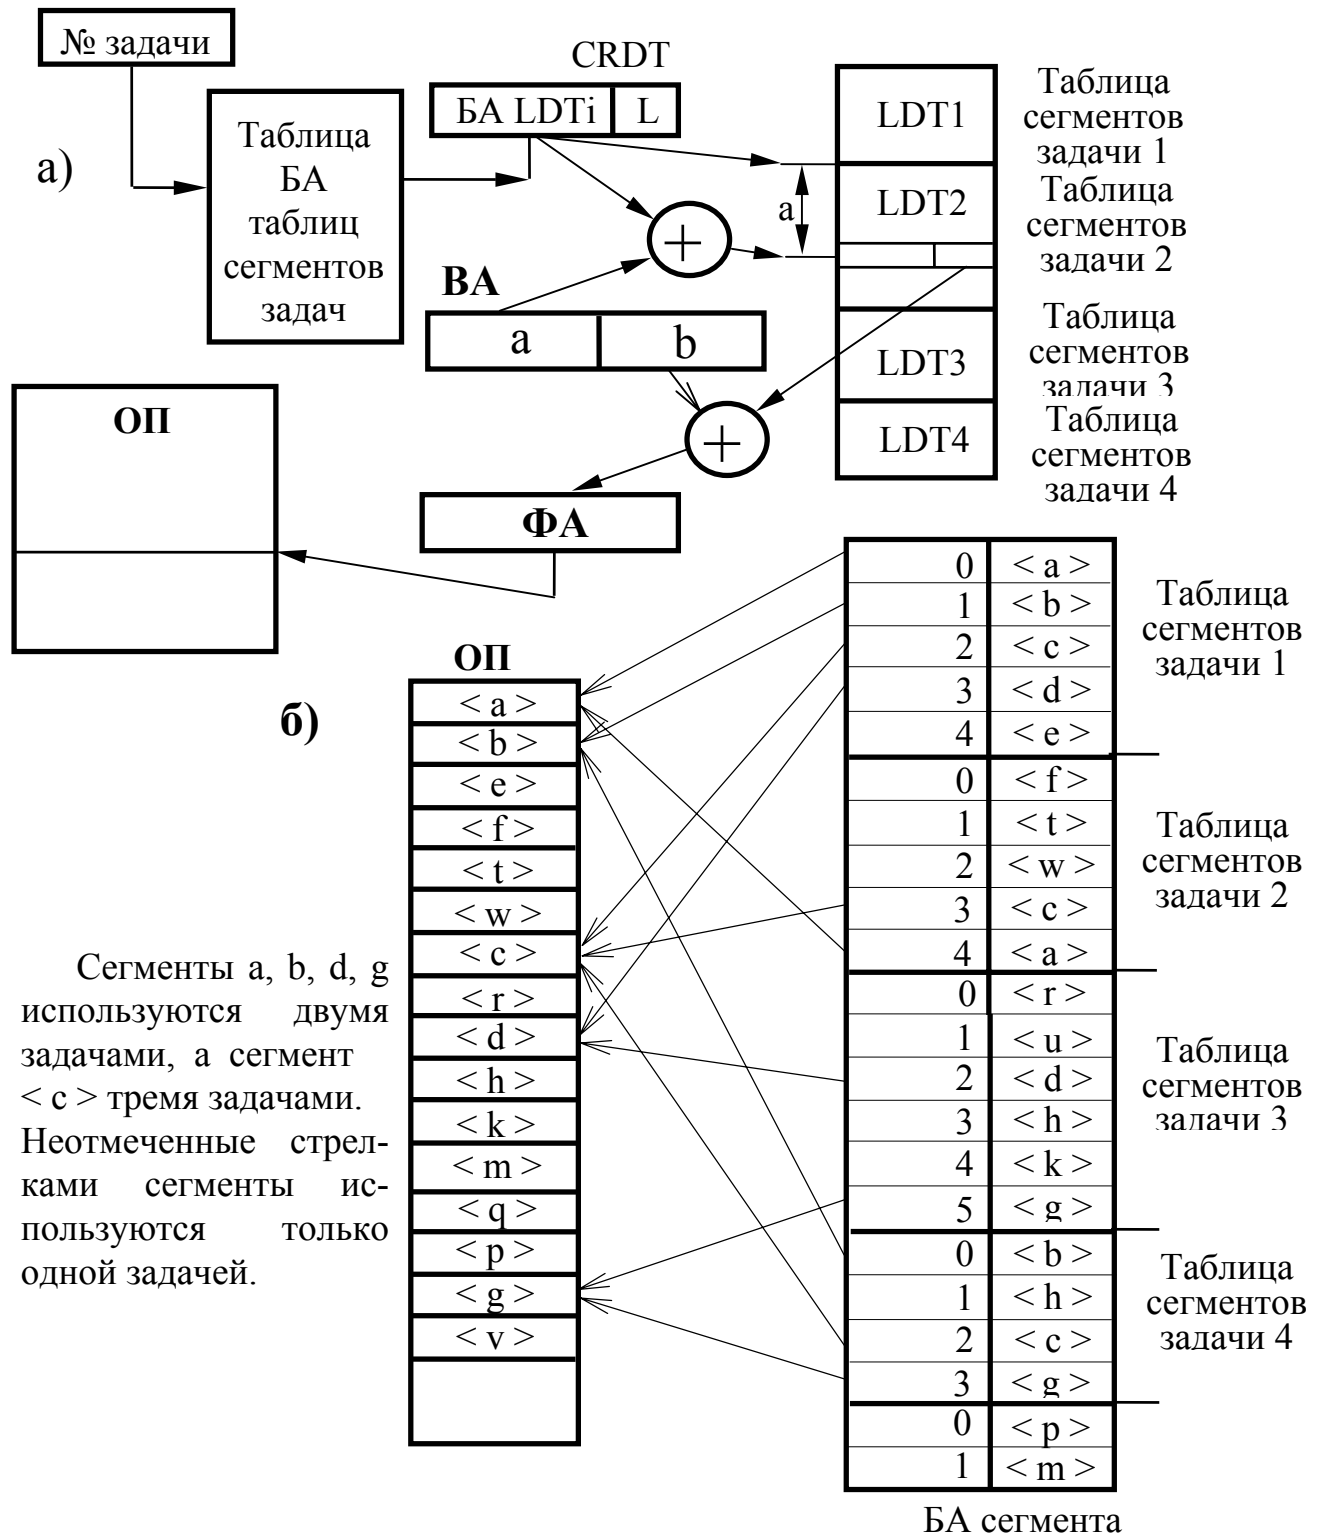 № задачи
CRDT
БА LDTi L
а)
Таблица
БА
таблиц
сегментов
задач
LDT1
Таблица
сегментов
задачи 1
a
LDT2
Таблица
сегментов
задачи 2
+
ВА
a b
LDT3
Таблица
сегментов
задачи 3
ОП
+
LDT4
Таблица
сегментов
задачи 4
ФА
б)
ОП
< a >
< b >
< e >
< f >
< t >
< w >
< c >
< r >
< d >
< h >
< k >
< m >
< q >
< p >
< g >
< v >
0 < a >
1 < b >
2 < c >
3 < d >
4 < e >
Таблица
сегментов
задачи 1
0 < f >
1 < t >
2 < w >
3 < c >
4 < a >
Таблица
сегментов
задачи 2
0 < r >
1 < u >
2 < d >
3 < h >
4 < k >
5 < g >
Таблица
сегментов
задачи 3
0 < b >
1 < h >
2 < c >
3 < g >
Таблица
сегментов
задачи 4
0 < p >
1 < m >
БА сегмента
Сегменты a, b, d, g
используются двумя
задачами, а сегмент
< c > тремя задачами.
Неотмеченные стрел-
ками сегменты ис-
пользуются только
одной задачей.